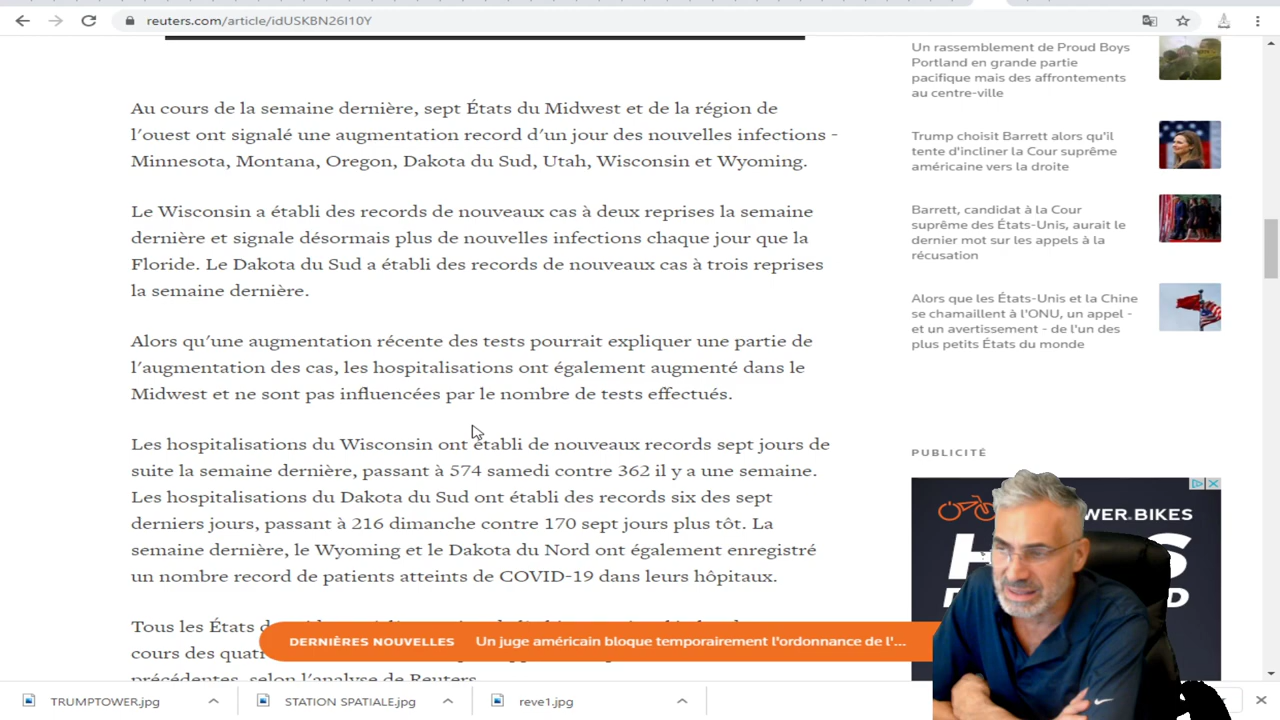 reuters.com/article/idUSKBN26I10Y
Au cours de la semaine dernière, sept États du Midwest et de la région de
l'ouest ont signalé une augmentation record d'un jour des nouvelles infections -
Minnesota, Montana, Oregon, Dakota du Sud, Utah, Wisconsin et Wyoming.
Le Wisconsin a établi des records de nouveaux cas à deux reprises la semaine
dernière et signale désormais plus de nouvelles infections chaque jour que la
Floride. Le Dakota du Sud a établi des records de nouveaux cas à trois reprises
la semaine dernière.
Alors qu'une augmentation récente des tests pourrait expliquer une partie de
l'augmentation des cas, les hospitalisations ont également augmenté dans le
Midwest et ne sont pas influencées par le nombre de tests effectués.
Les hospitalisations du Wisconsin ont établi de nouveaux records sept jours de
suite la semaine dernière, passant à 574 samedi contre 362 il y a une semaine.
Les hospitalisations du Dakota du Sud ont établi des records six des sept
derniers jours, passant à 216 dimanche contre 170 sept jours plus tôt. La
semaine dernière, le Wyoming et le Dakota du Nord ont également enregistré
un nombre record de patients atteints de COVID-19 dans leurs hôpitaux.
Tous les États
cours des quat
précédentes, selon l'analyse de Reuters.
Un rassemblement de Proud Boys
Portland en grande partie
pacifique mais des affrontements
au centre-ville
Trump choisit Barrett alors qu'il
tente d'incliner la Cour suprême
américaine vers la droite
Barrett, candidat à la Cour
suprême des États-Unis, aurait le
dernier mot sur les appels à la
récusation
Alors que les États-Unis et la Chine
se chamaillent à l'ONU, un appel -
et un avertissement - de l'un des
plus petits États du monde
PUBLICITÉ
WER.BIKES
DERNIÈRES NOUVELLES Un juge américain bloque temporairement l'ordonnance de l'...
TRUMPTOWER.jpg STATION SPATIALE.jpg reve1.jpg